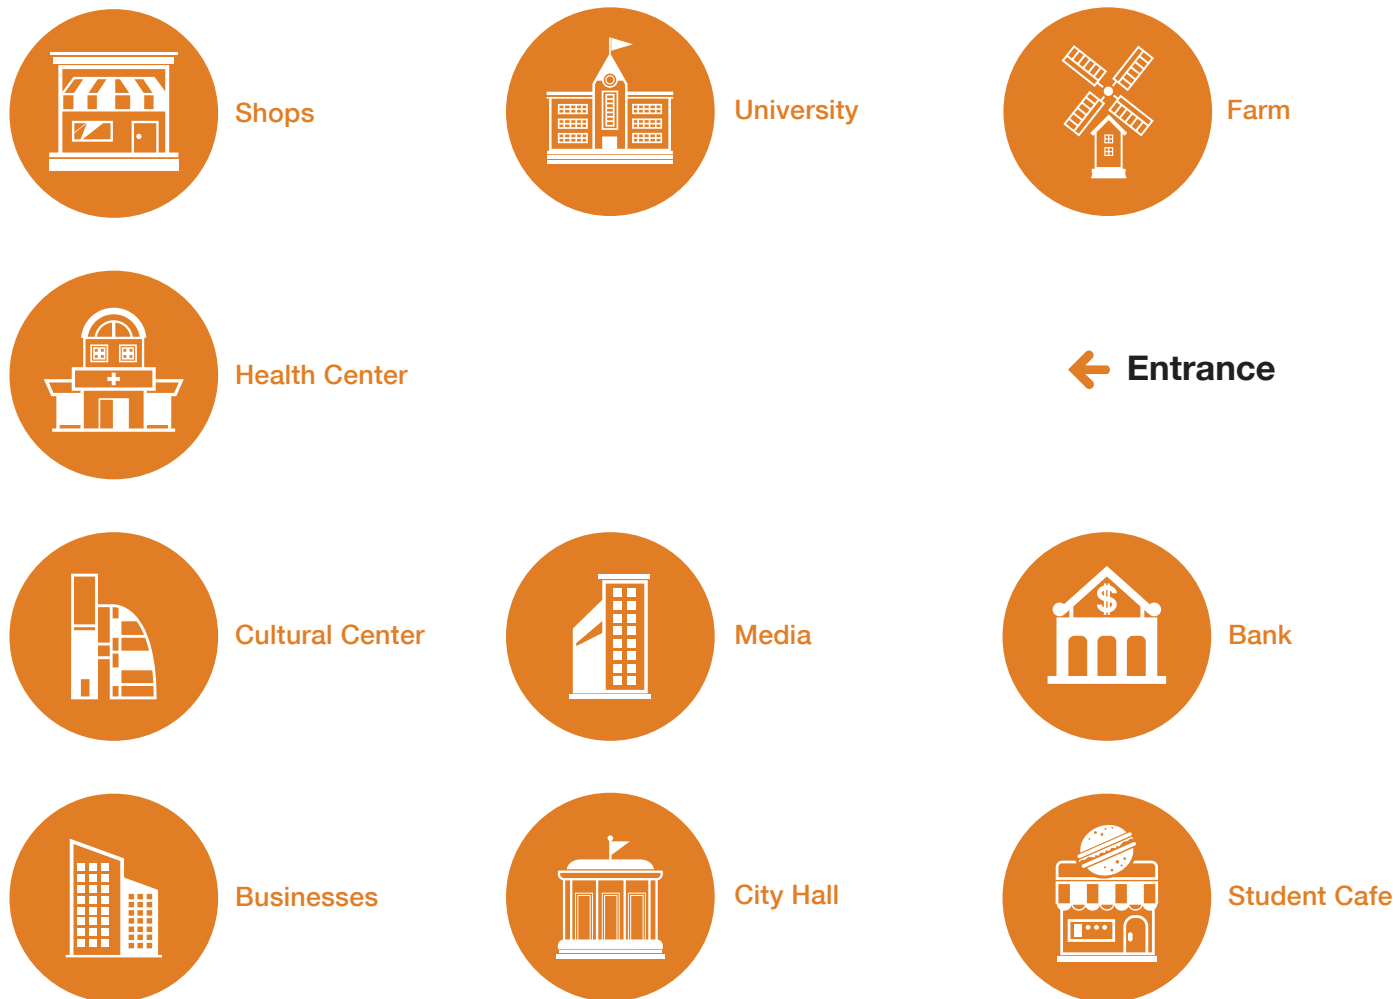 Shops
University
Farm
Health Center
Entrance
Cultural Center
Media
$
Bank
Businesses
City Hall
Student Cafe